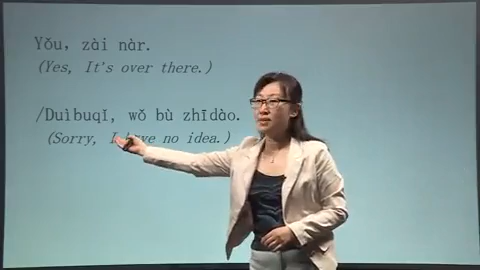 Yǒu, zài nàr.
(Yes, It's over there.)
/Duìbuqǐ, wǒ bù zhīdào.
(Sorry, I have no idea.)